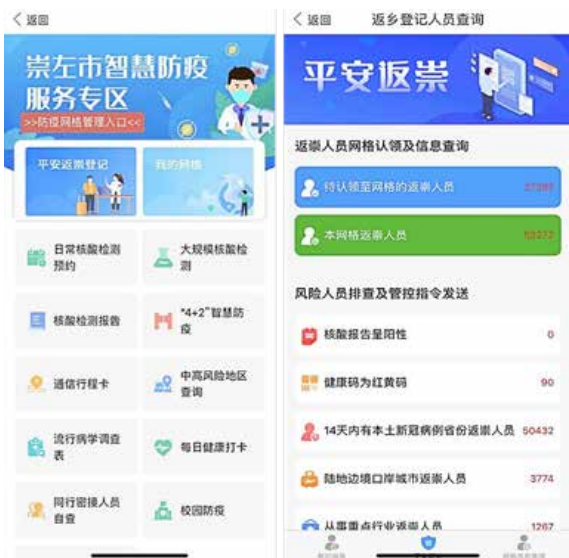 返回
崇左市智慧防疫
服务专区
>>防疫网格管理入口<<
平安返崇登记
我的网格
日常核酸检测
预约
大规模核酸检
测
核酸检测报告
“4+2”智慧防
疫
通信行程卡
中高风险地区
查询
流行病学调查
表
每日健康打卡
同行密接人员
自查
校园防疫
返回
返乡登记人员查询
平安返崇
返崇人员网格认领及信息查询
待认领至网格的返崇人员
本网格返崇人员
风险人员排查及管控指令发送
核酸报告呈阳性 0
健康码为红黄码 90
14天内有本土新冠病例省份返崇人员 50432
陆地边境口岸城市返崇人员 3774
从事重点行业返崇人员 1267